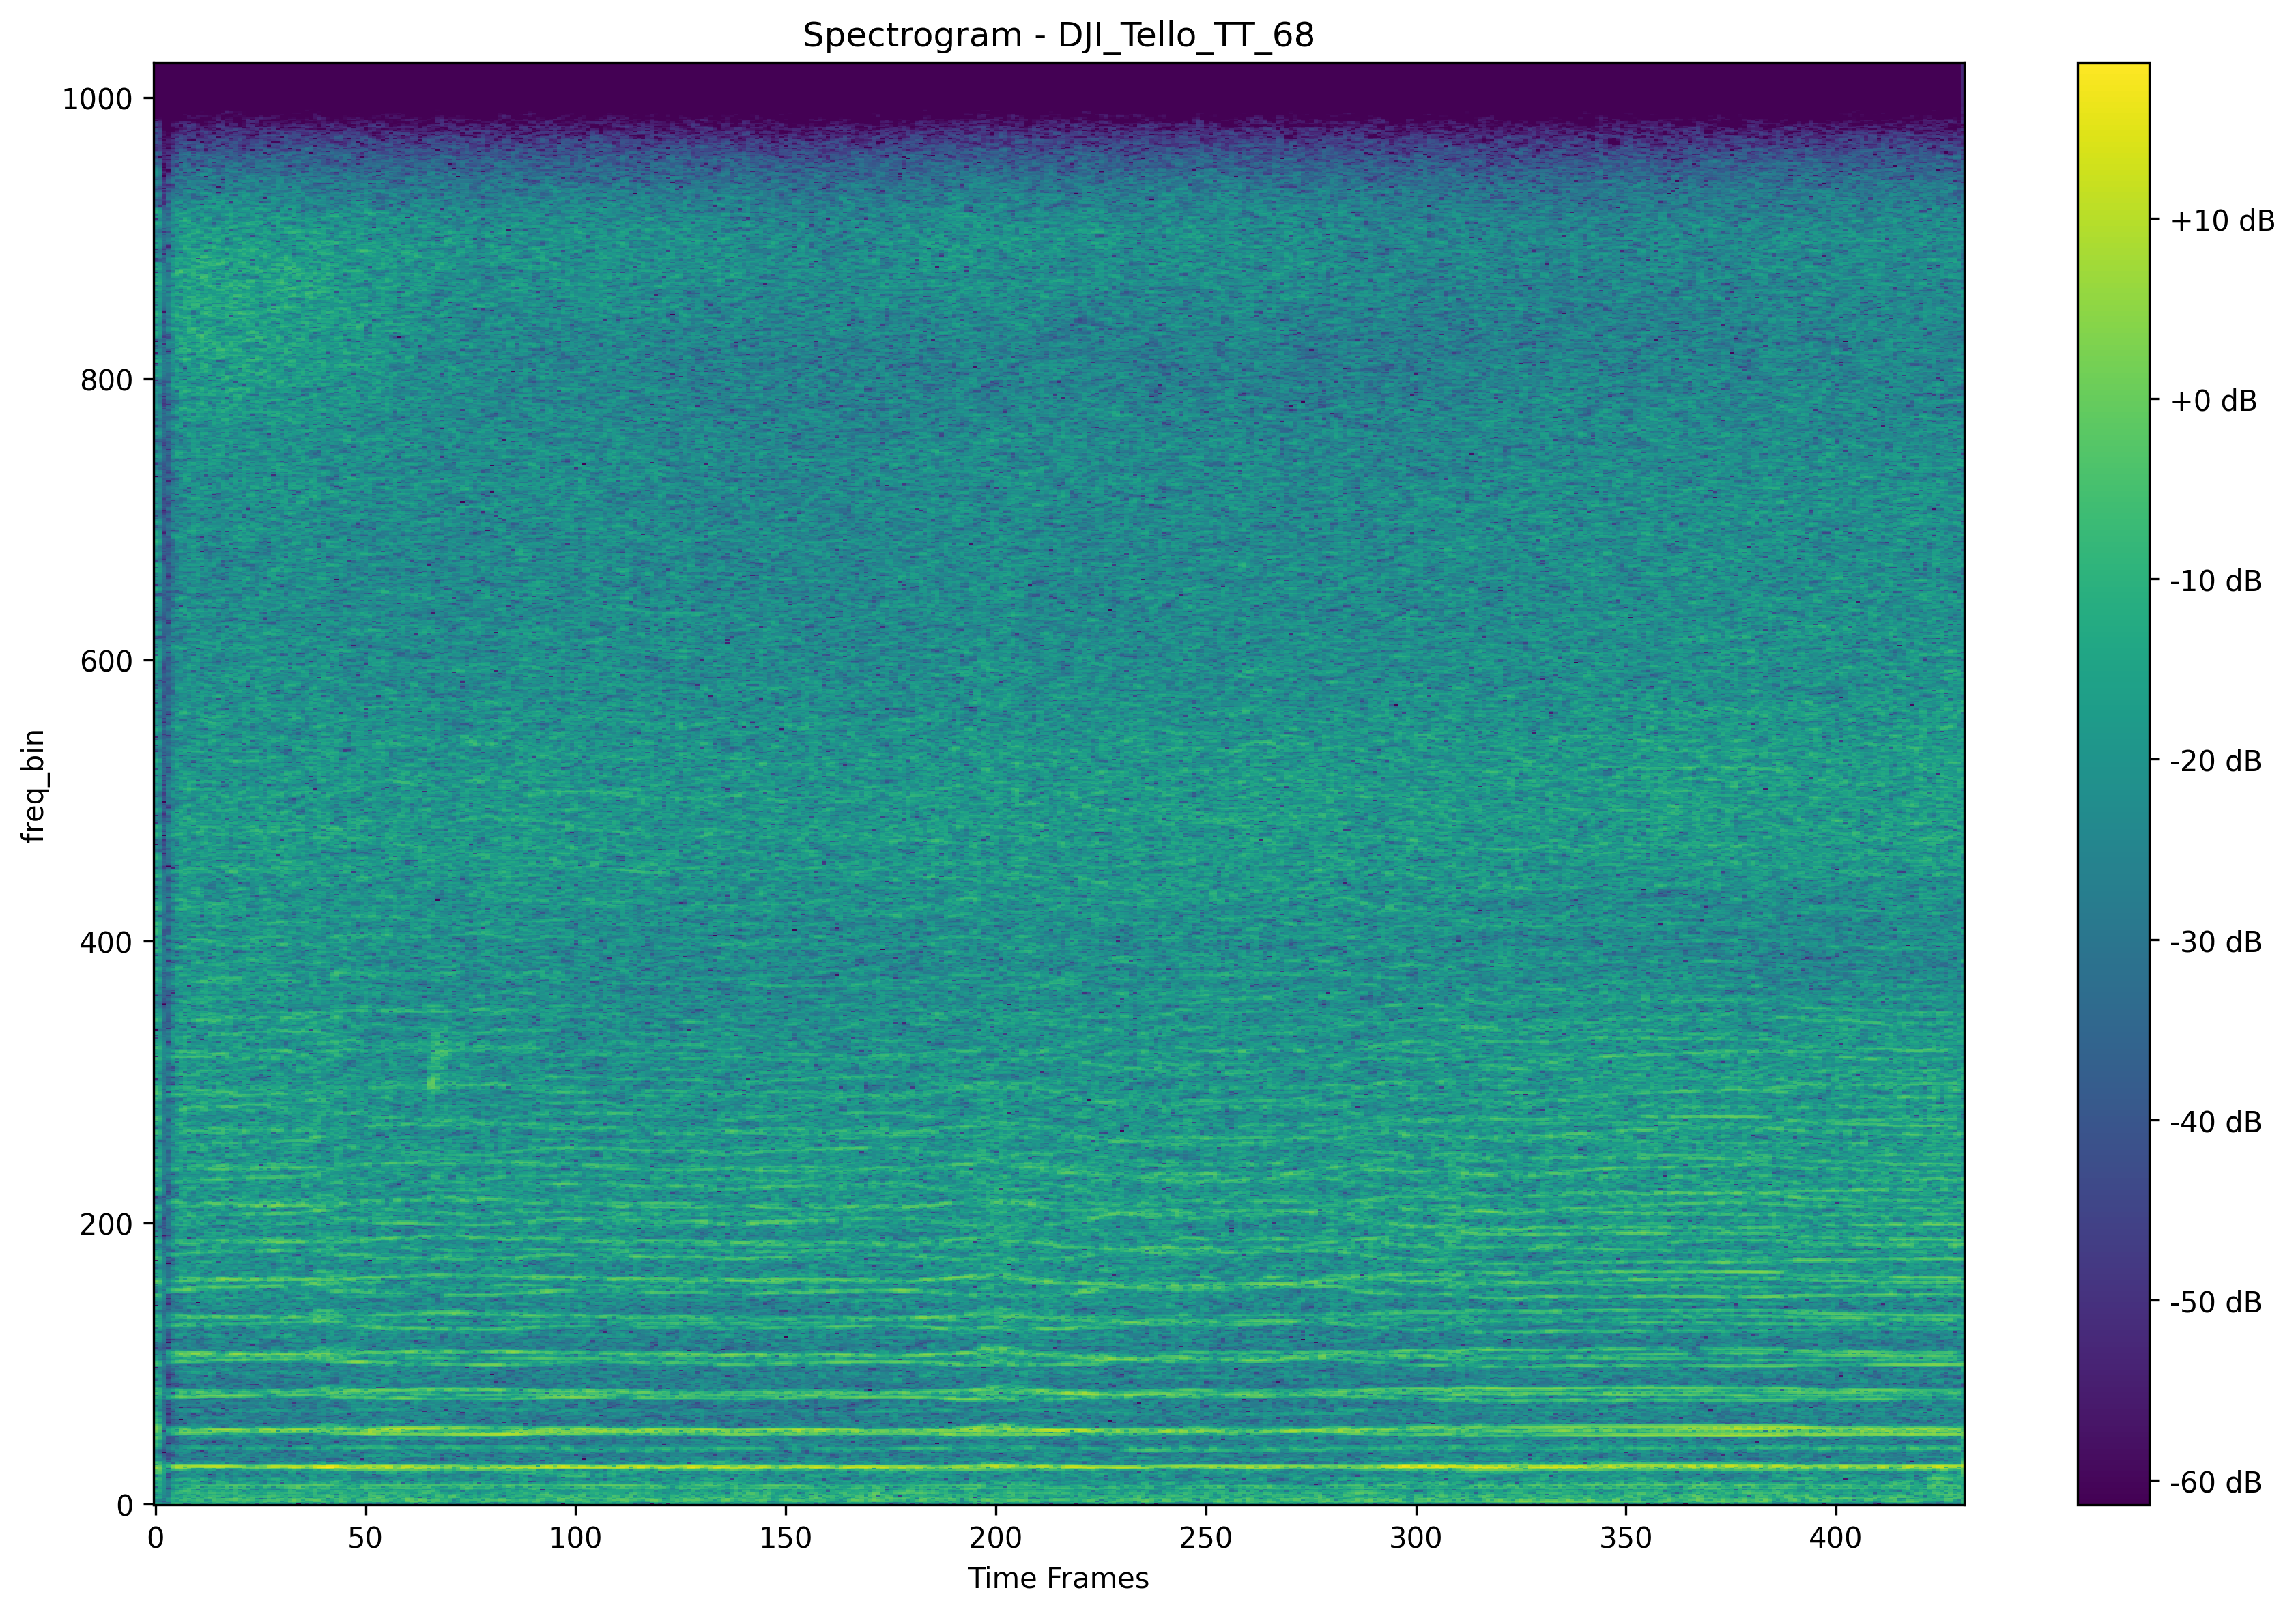 Spectrogram - DJI_Tello_TT_68
1000
800
600
400
200
0
freq_bin
0 50 100 150 200 250 300 350 400
Time Frames
+10 dB
+0 dB
-10 dB
-20 dB
-30 dB
-40 dB
-50 dB
-60 dB